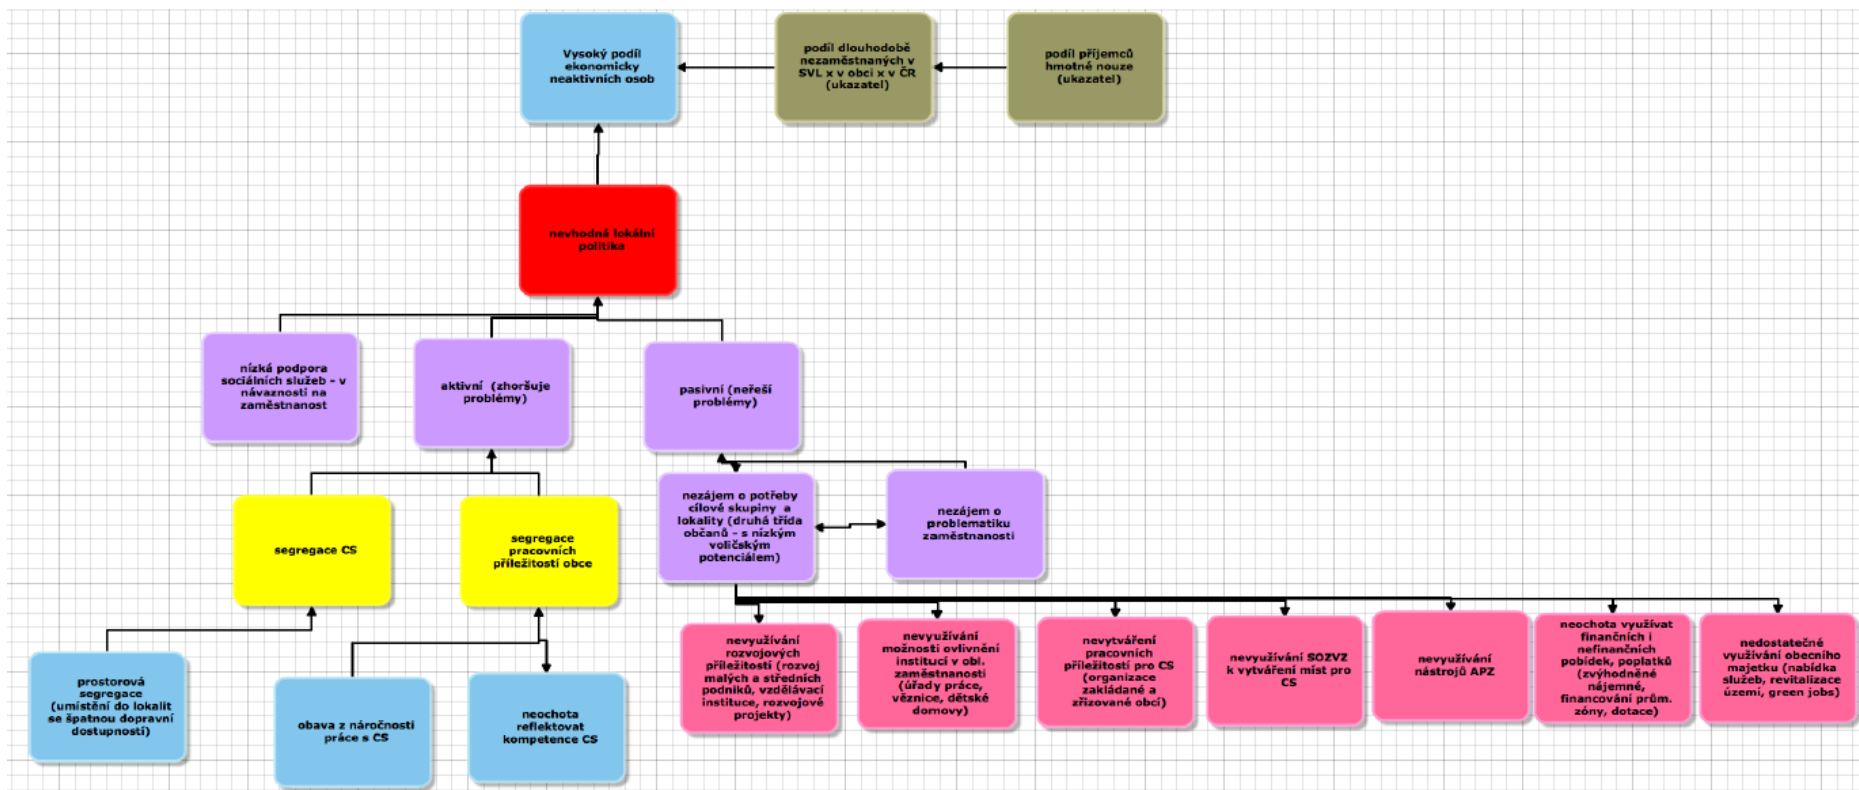 Vysoký podíl
ekonomicky
neaktivních osob
podíl dlouhodobě
nezaměstnaných v
SVL x v obci x v ČR
(ukazatel)
podíl příjemců
hmotné nouze
(ukazatel)
nevhodná lokální
politika
nízká podpora
sociálních služeb - v
návaznosti na
zaměstnanost
aktivní (zhoršuje
problémy)
pasivní (neřeší
problémy)
segregace CS
segregace
pracovních
příležitostí obce
nezájem o potřeby
cílové skupiny a
lokality (druhá třída
občanů - s nízkým
voličským
potenciálem)
nezájem o
problematiku
zaměstnanosti
prostorová
segregace
(umístění do lokalit
se špatnou dopravní
dostupností)
obava z náročnosti
práce s CS
neochota
reflektovat
kompetence CS
nevyužívání
rozvojových
příležitostí (rozvoj
malých a středních
podniků, vzdělávací
instituce, rozvojové
projekty)
nevyužívání
možností ovlivnění
institucí v obl.
zaměstnanosti
(úřady práce,
věznice, dětské
domovy)
nevytváření
pracovních
příležitostí pro CS
(organizace
zakládané a
zřizované obcí)
nevyužívání SOZVZ
k vytváření míst pro
CS
nevyužívání
nástrojů APZ
neochota využívat
finančních i
nefinančních
pobídek, poplatků
(zvýhodněné
nájemné,
financování prům.
zóny, dotace)
nedostatečné
využívání obecního
majetku (nabídka
služeb, revitalizace
území, green jobs)